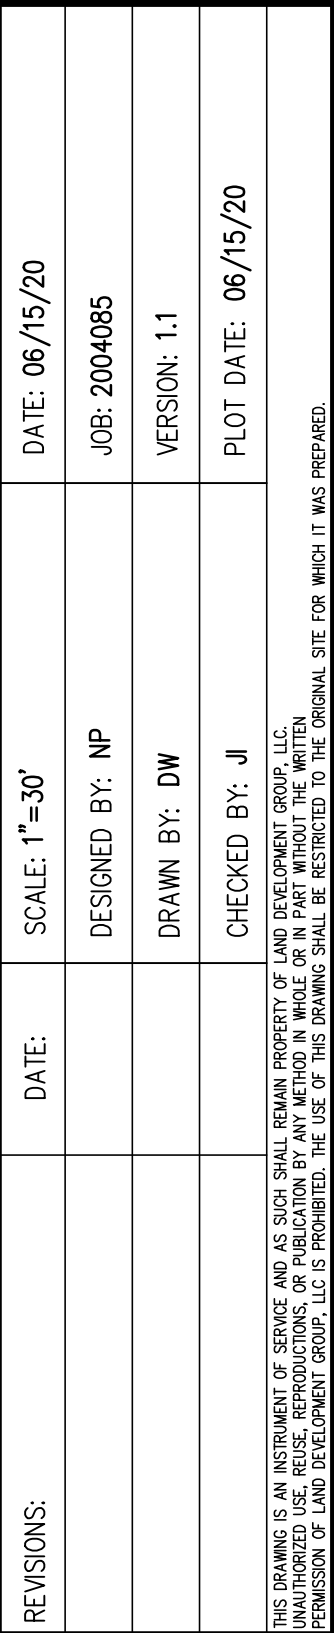 REVISIONS: DATE: SCALE: 1"=30' DATE: 06/15/20
DESIGNED BY: NP JOB: 2004085
DRAWN BY: DW VERSION: 1.1
CHECKED BY: JI PLOT DATE: 06/15/20
THIS DRAWING IS AN INSTRUMENT OF SERVICE AND AS SUCH SHALL REMAIN PROPERTY OF LAND DEVELOPMENT GROUP, LLC.
UNAUTHORIZED USE, REUSE, REPRODUCTIONS, OR PUBLICATION BY ANY METHOD IN WHOLE OR IN PART WITHOUT THE WRITTEN
PERMISSION OF LAND DEVELOPMENT GROUP, LLC IS PROHIBITED. THE USE OF THIS DRAWING SHALL BE RESTRICTED TO THE ORIGINAL SITE FOR WHICH IT WAS PREPARED.